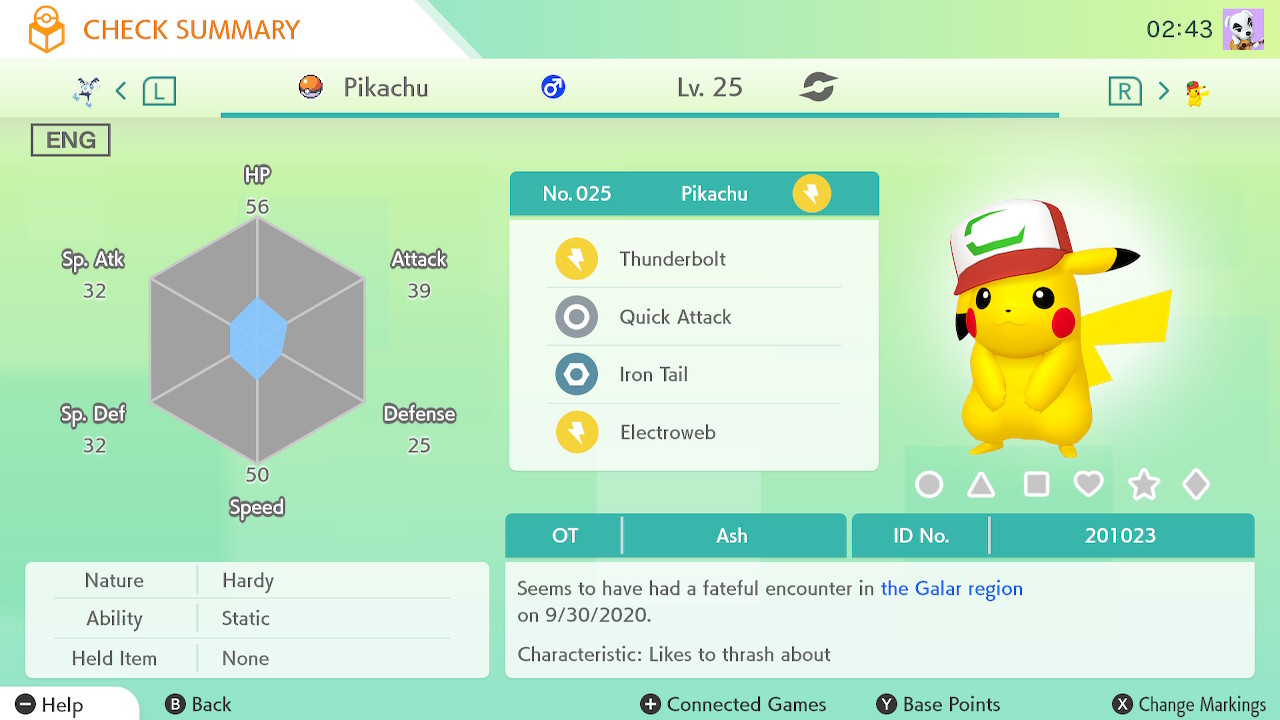 CHECK SUMMARY
02:43
L
Pikachu
Lv. 25
R
ENG
HP
56
Sp. Atk
32
Attack
39
Sp. Def
32
Defense
25
50
Speed
No. 025 Pikachu
Thunderbolt
Quick Attack
Iron Tail
Electroweb
OT Ash
ID No. 201023
Nature Hardy
Ability Static
Held Item None
Seems to have had a fateful encounter in the Galar region
on 9/30/2020.
Characteristic: Likes to thrash about
Help
B Back
Connected Games
Y Base Points
X Change Markings